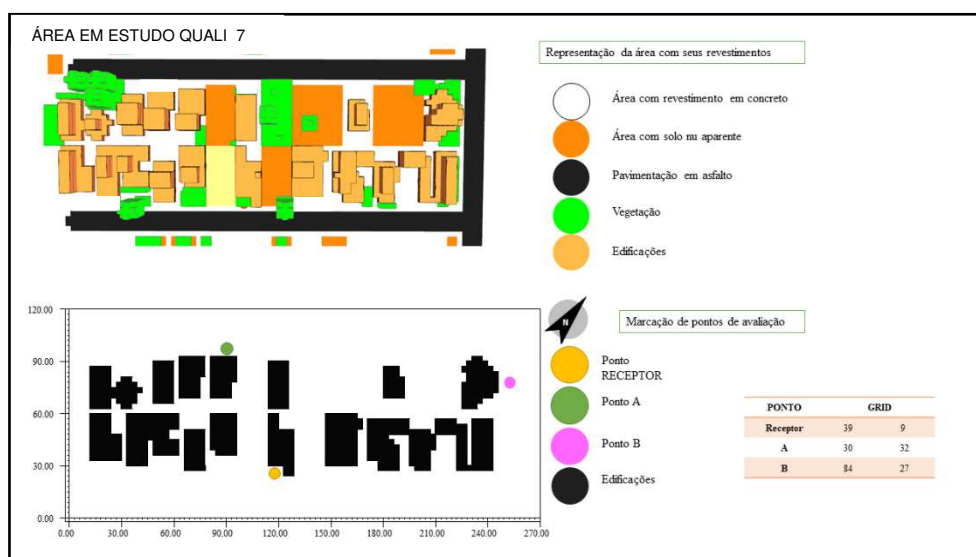 ÁREA EM ESTUDO QUALI 7
Representação da área com seus revestimentos
Área com revestimento em concreto
Área com solo nu aparente
Pavimentação em asfalto
Vegetação
Edificações
120.00
90.00
60.00
30.00
0.00
0.00 30.00 60.00 90.00 120.00 150.00 180.00 210.00 240.00 270.00
N
Marcação de pontos de avaliação
Ponto
RECEPTOR
Ponto A
Ponto B
Edificações
PONTO GRID
Receptor 39 9
A 30 32
B 84 27